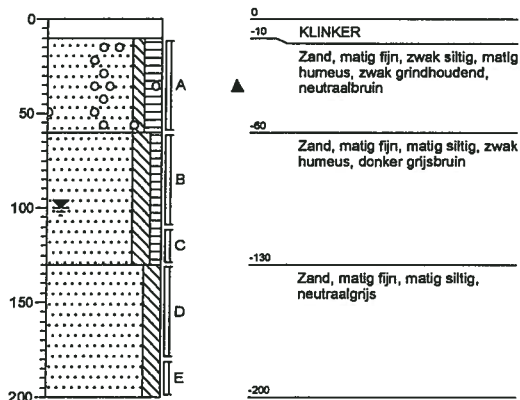 0
50
100
150
200
A
B
C
D
E
0
-10
KLINKER
Zand, matig fijn, zwak siltig, matig
humeus, zwak grindhoudend,
neutraalbruin
-60
Zand, matig fijn, matig siltig, zwak
humeus, donker grijsbruin
-130
Zand, matig fijn, matig siltig,
neutraalgrijs
-200